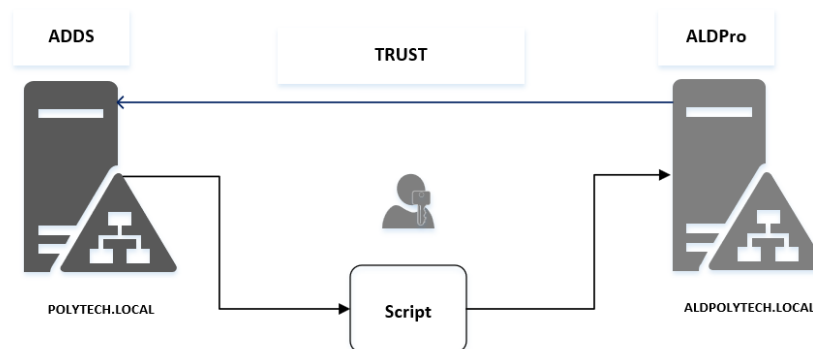 ADDS
TRUST
ALDPro
Script
POLYTECH.LOCAL
ALDPOLYTECH.LOCAL